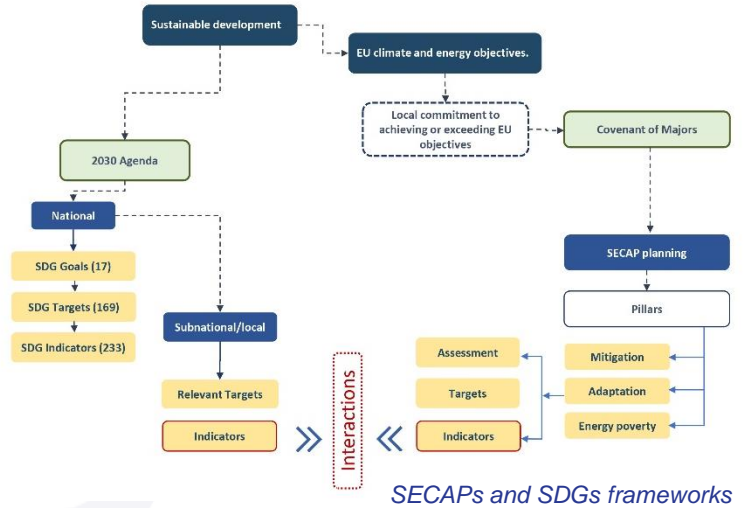 Sustainable development
EU climate and energy objectives.
Local commitment to
achieving or exceeding EU
objectives
Covenant of Majors
2030 Agenda
National
SDG Goals (17)
SDG Targets (169)
SDG Indicators (233)
Subnational/local
Relevant Targets
Indicators
Interactions
SECAP planning
Pillars
Mitigation
Adaptation
Energy poverty
Assessment
Targets
Indicators
SECAPs and SDGs frameworks